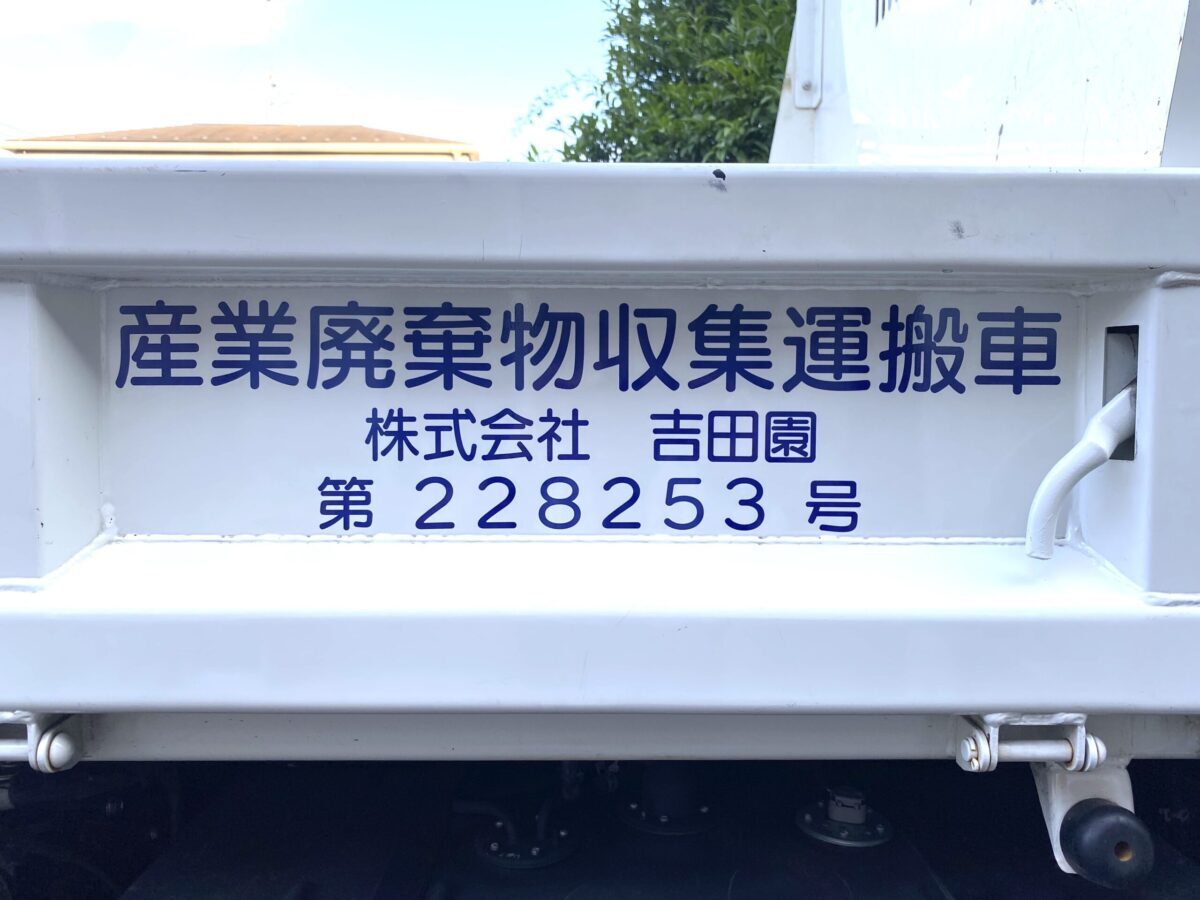 産業廃棄物収集運搬車
株式会社　吉田園
第 228253 号